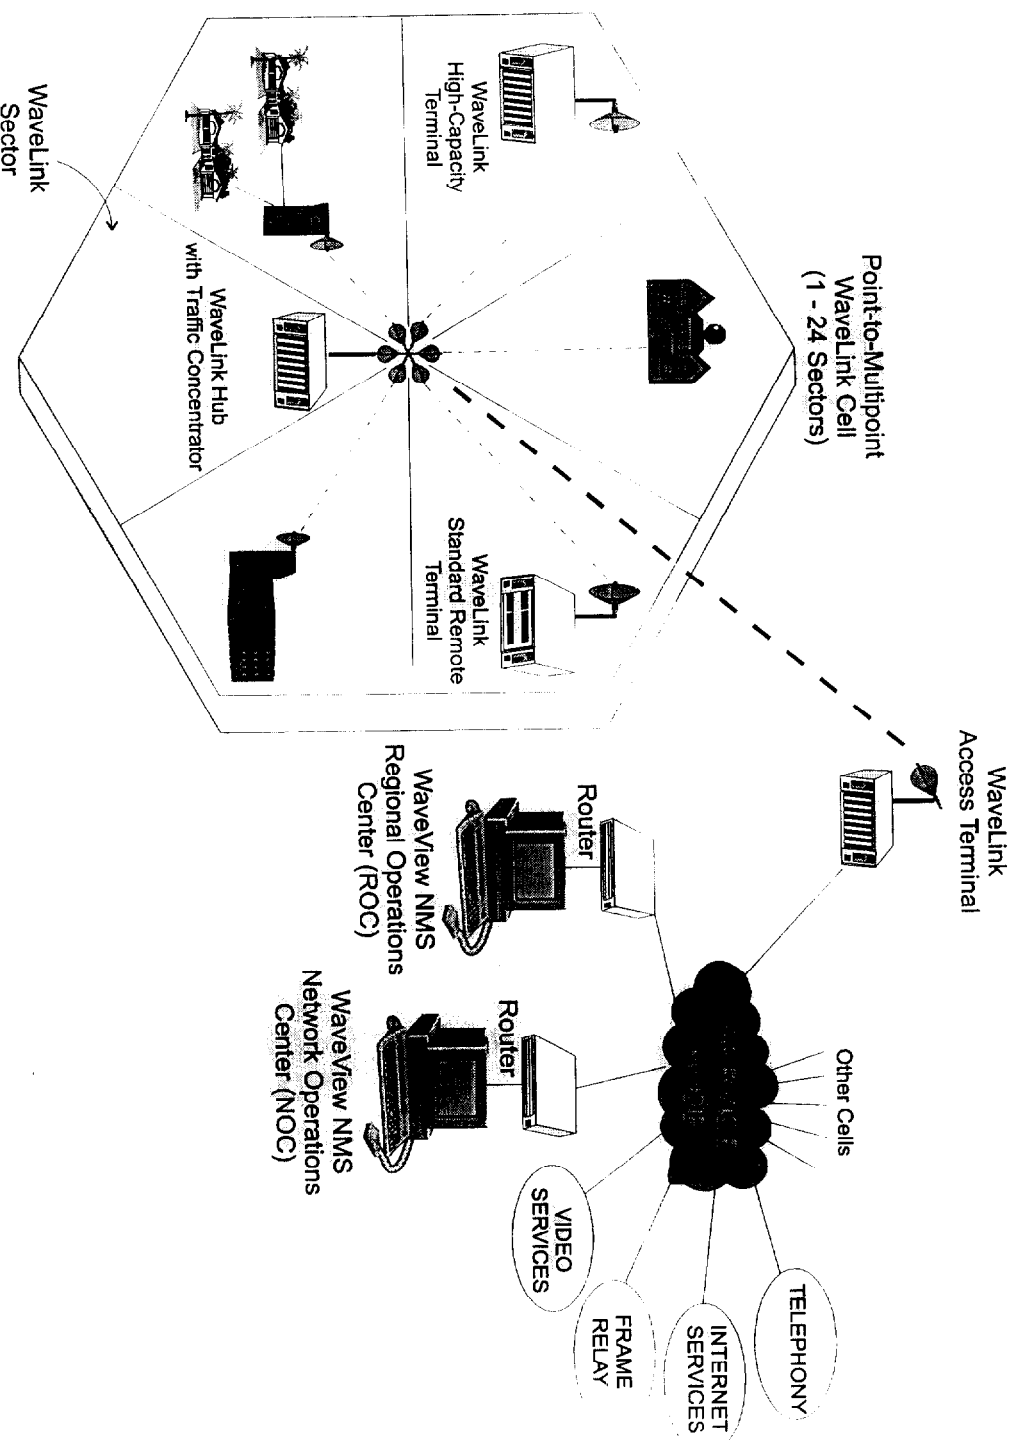 Point-to-Multipoint
WaveLink Cell
(1 - 24 Sectors)
WaveLink
High-Capacity
Terminal
WaveLink
Sector
WaveLink Hub
with Traffic Concentrator
WaveLink
Standard Remote
Terminal
WaveLink
Access Terminal
Router
WaveView NMS
Regional Operations
Center (ROC)
Router
WaveView NMS
Network Operations
Center (NOC)
Other Cells
TELEPHONY
INTERNET
SERVICES
FRAME
RELAY
VIDEO
SERVICES